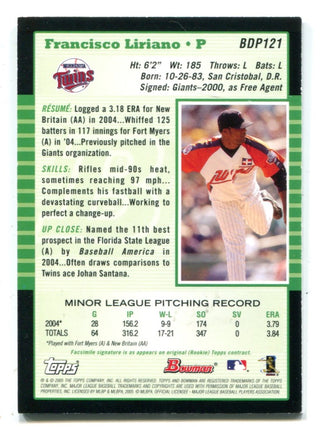 Francisco Liriano • P
BDP121
MINNESOTA
Twins
Ht: 6'2" Wt: 185 Throws: L Bats: L
Born: 10-26-83, San Cristobal, D.R.
Signed: Giants–2000, as Free Agent
RÉSUMÉ: Logged a 3.18 ERA for New
Britain (AA) in 2004...Whiffed 125
batters in 117 innings for Fort Myers
(A) in '04...Previously pitched in the
Giants organization.
SKILLS: Rifles mid-90s heat,
sometimes reaching 97 mph...
Complements his fastball with a
devastating curveball...Working to
perfect a change-up.
UP CLOSE: Named the 11th best
prospect in the Florida State League
(A) by Baseball America in 2004...
Often draws comparisons to
Twins ace Johan Santana.
MINOR LEAGUE PITCHING RECORD
G IP W-L SO SV ERA
2004* 28 156.2 9-9 174 0 3.79
TOTALS 64 316.2 17-21 347 0 3.84
*Played with Fort Myers (A) & New Britain (AA)
Facsimile signature is as appears on original (Rookie) Topps contract.
Topps
Bowman